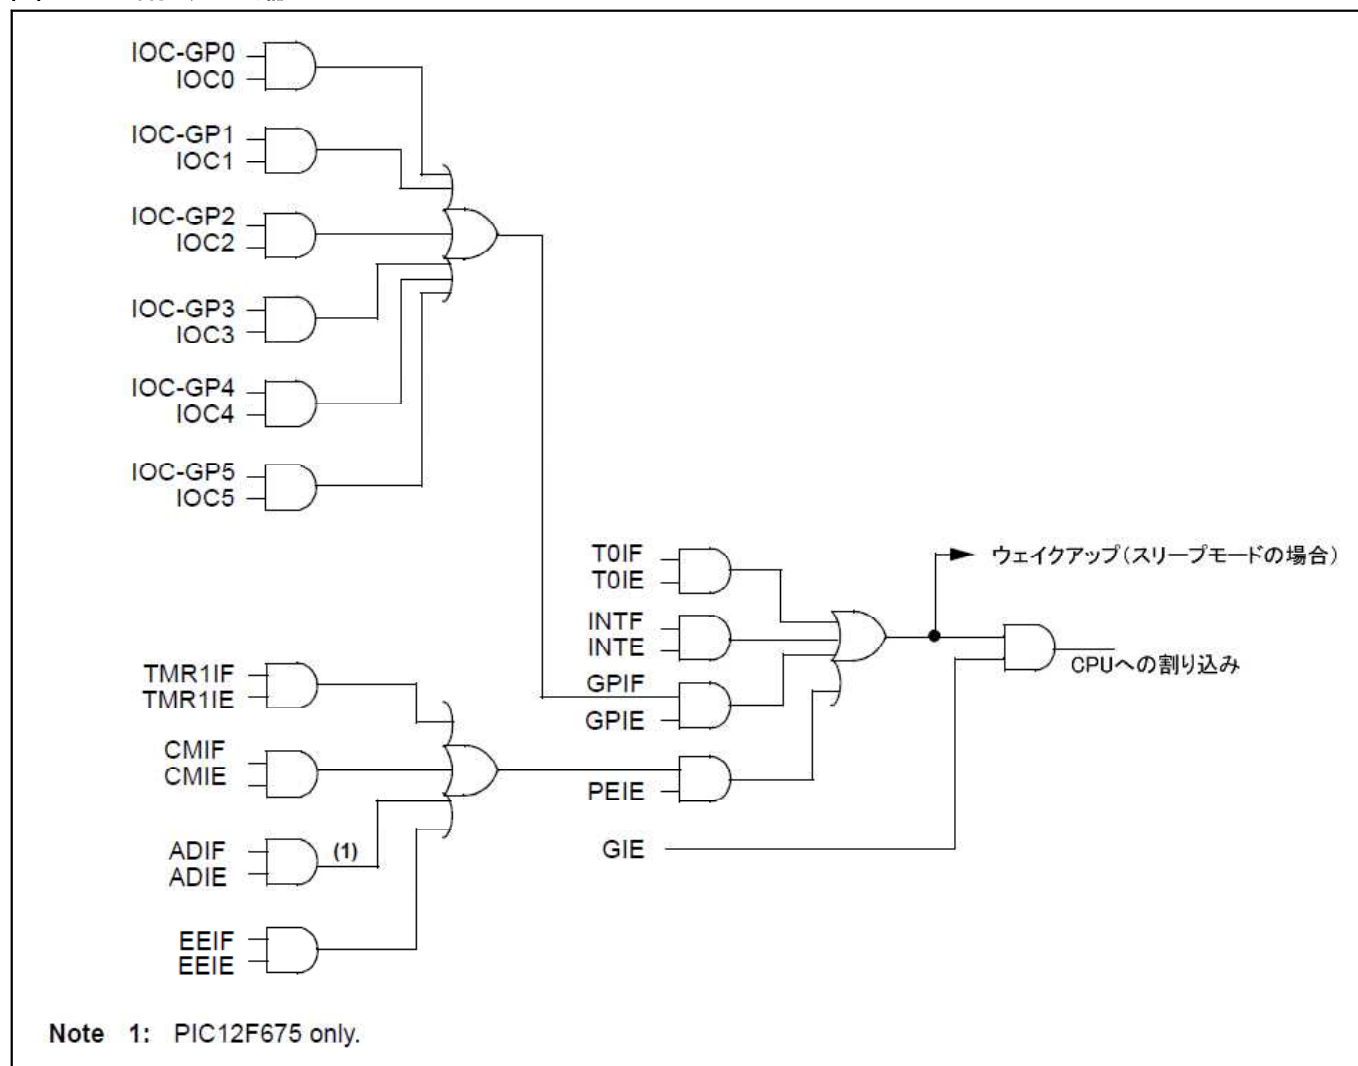 IOC-GP0
IOC0
IOC-GP1
IOC1
IOC-GP2
IOC2
IOC-GP3
IOC3
IOC-GP4
IOC4
IOC-GP5
IOC5
TMR1IF
TMR1IE
CMIF
CMIE
ADIF
ADIE
(1)
EEIF
EEIE
T0IF
T0IE
INTF
INTE
GPIF
GPIE
PEIE
GIE
ウェイクアップ(スリープモードの場合)
CPUへの割り込み
Note 1: PIC12F675 only.